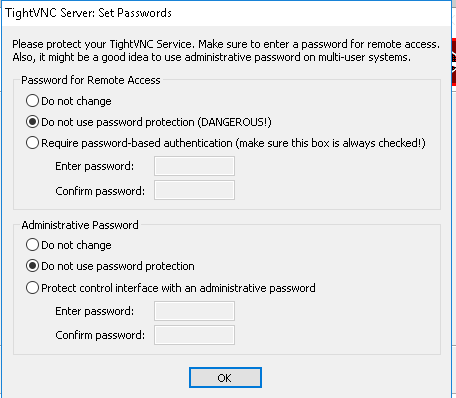 TightVNC Server: Set Passwords
Please protect your TightVNC Service. Make sure to enter a password for remote access.
Also, it might be a good idea to use administrative password on multi-user systems.
Password for Remote Access
Do not change
Do not use password protection (DANGEROUS!)
Require password-based authentication (make sure this box is always checked!)
Enter password:
Confirm password:
Administrative Password
Do not change
Do not use password protection
Protect control interface with an administrative password
Enter password:
Confirm password:
OK